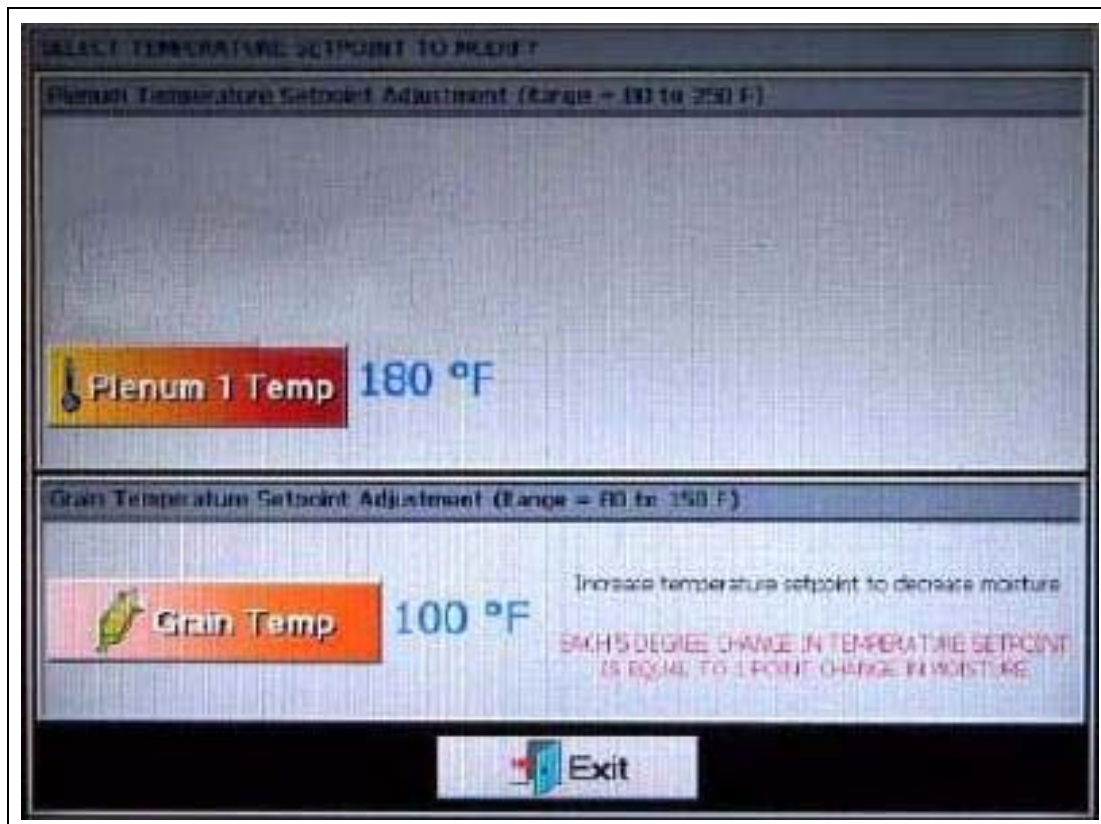 SELECT TEMPERATURE SETPOINT TO MODIFY
Plenum Temperature Setpoint Adjustment (Range = 80 to 250 F)
Plenum 1 Temp 180 °F
Grain Temperature Setpoint Adjustment (Range = 80 to 150 F)
Increase temperature setpoint to decrease moisture
Grain Temp 100 °F
EACH 5 DEGREE CHANGE IN TEMPERATURE SETPOINT
IS EQUAL TO 1 POINT CHANGE IN MOISTURE
Exit